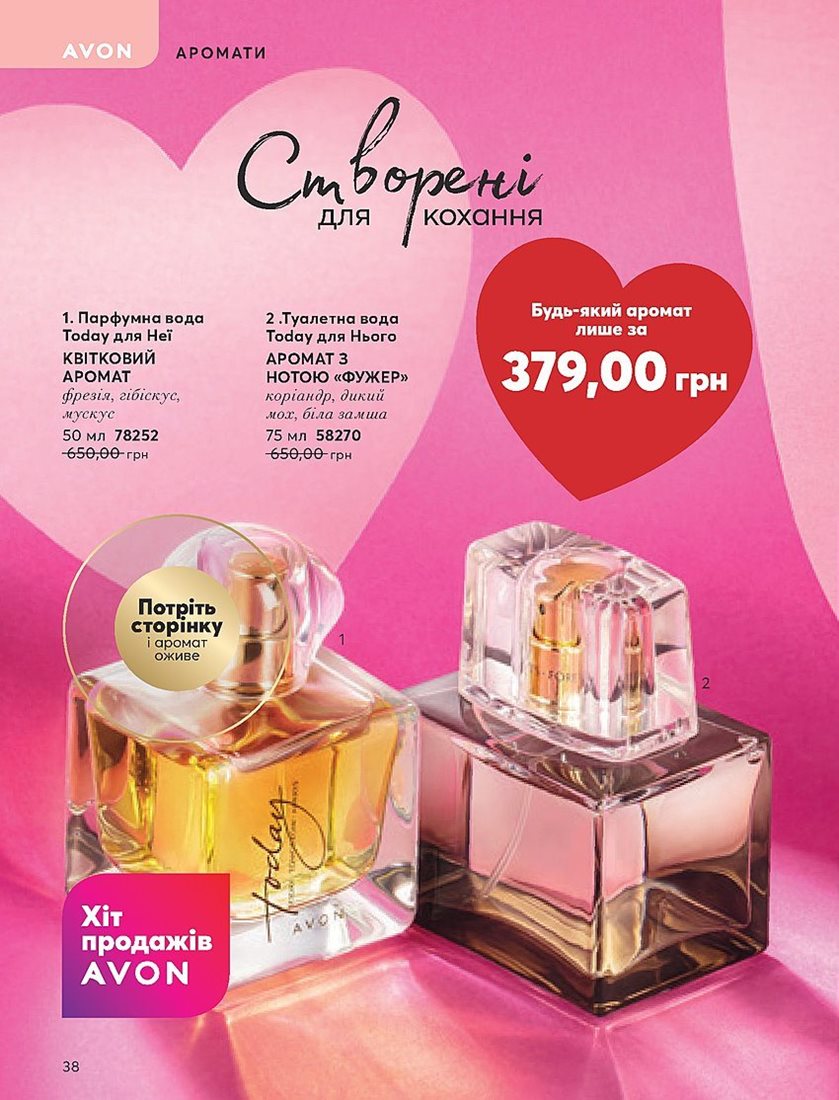 AVON
АРОМАТИ
Створені
для кохання
1. Парфумна вода
Today для Неї
КВІТКОВИЙ
АРОМАТ
фрезія, гібіскус,
мускус
50 мл 78252
650,00 грн
2 .Туалетна вода
Today для Нього
АРОМАТ З
НОТОЮ «ФУЖЕР»
коріандр, дикий
мох, біла замша
75 мл 58270
650,00 грн
Будь-який аромат
лише за
379,00 грн
Потріть
сторінку
і аромат
оживе
1
2
Today
AVON
Хіт
продажів
AVON
38